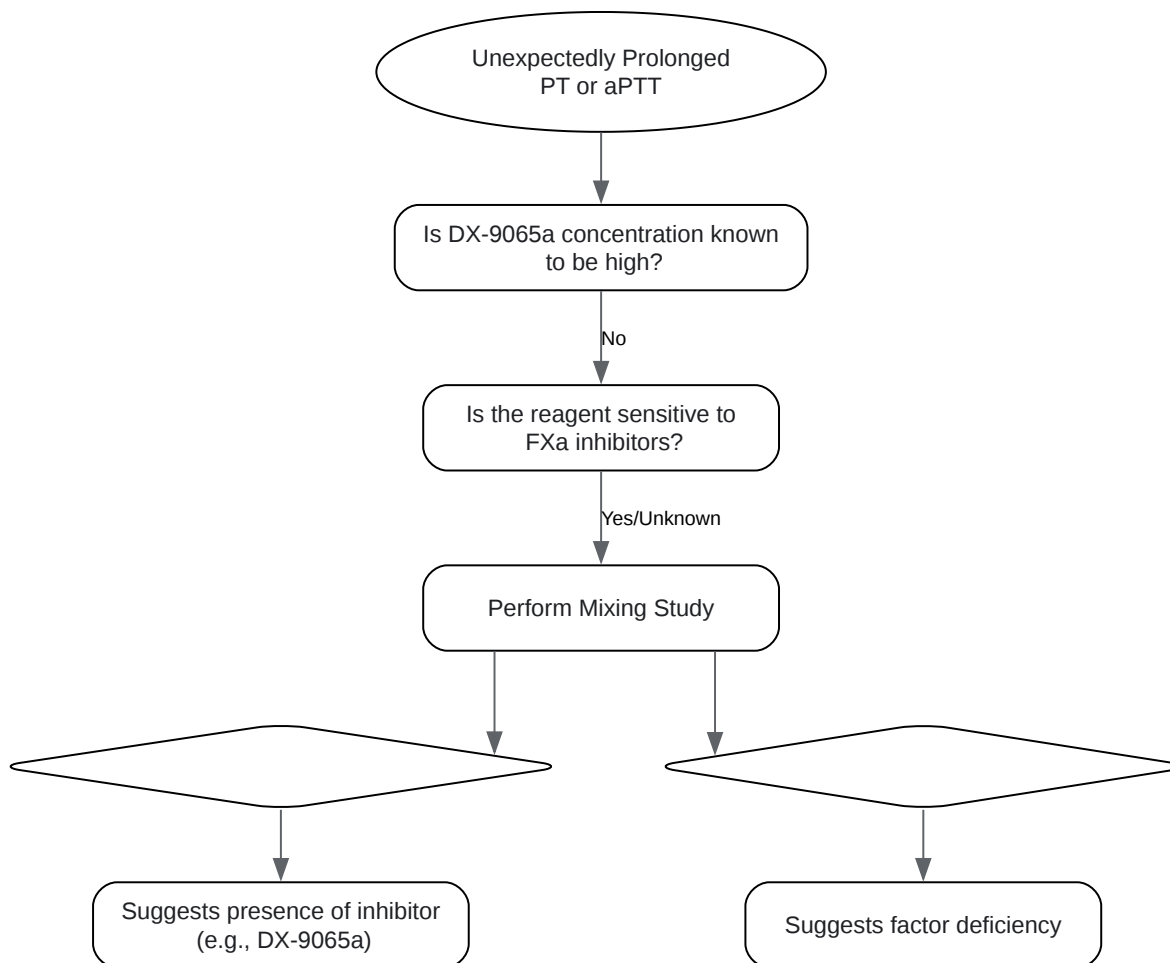 Unexpectedly Prolonged
PT or aPTT
Is DX-9065a concentration known
to be high?
No
Is the reagent sensitive to
FXa inhibitors?
Yes/Unknown
Perform Mixing Study
Suggests presence of inhibitor
(e.g., DX-9065a)
Suggests factor deficiency